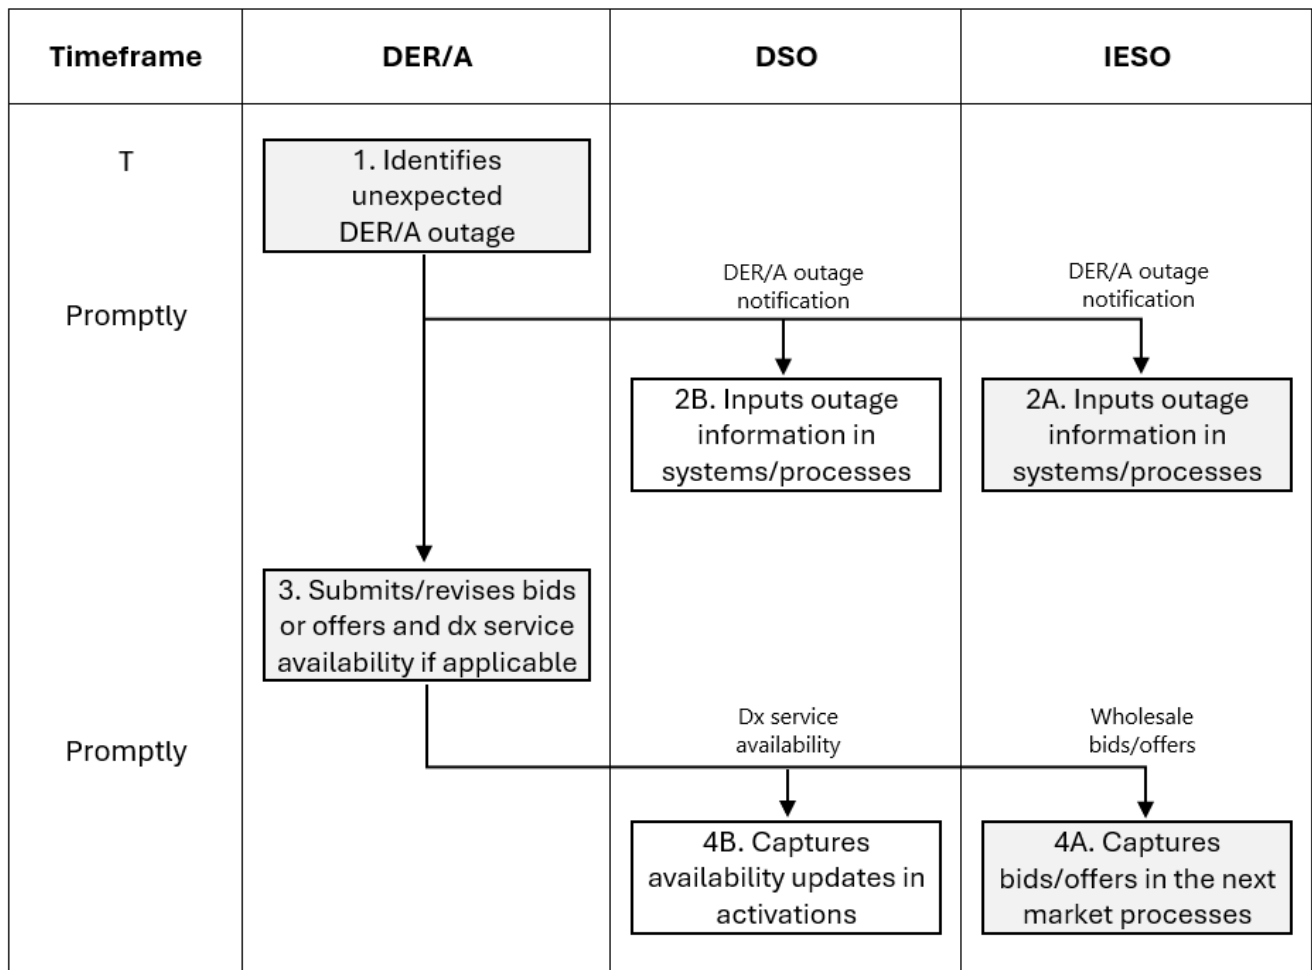 Timeframe
DER/A
DSO
IESO
T
1. Identifies
unexpected
DER/A outage
Promptly
DER/A outage
notification
DER/A outage
notification
2B. Inputs outage
information in
systems/processes
2A. Inputs outage
information in
systems/processes
3. Submits/revises bids
or offers and dx service
availability if applicable
Promptly
Dx service
availability
Wholesale
bids/offers
4B. Captures
availability updates in
activations
4A. Captures
bids/offers in the next
market processes